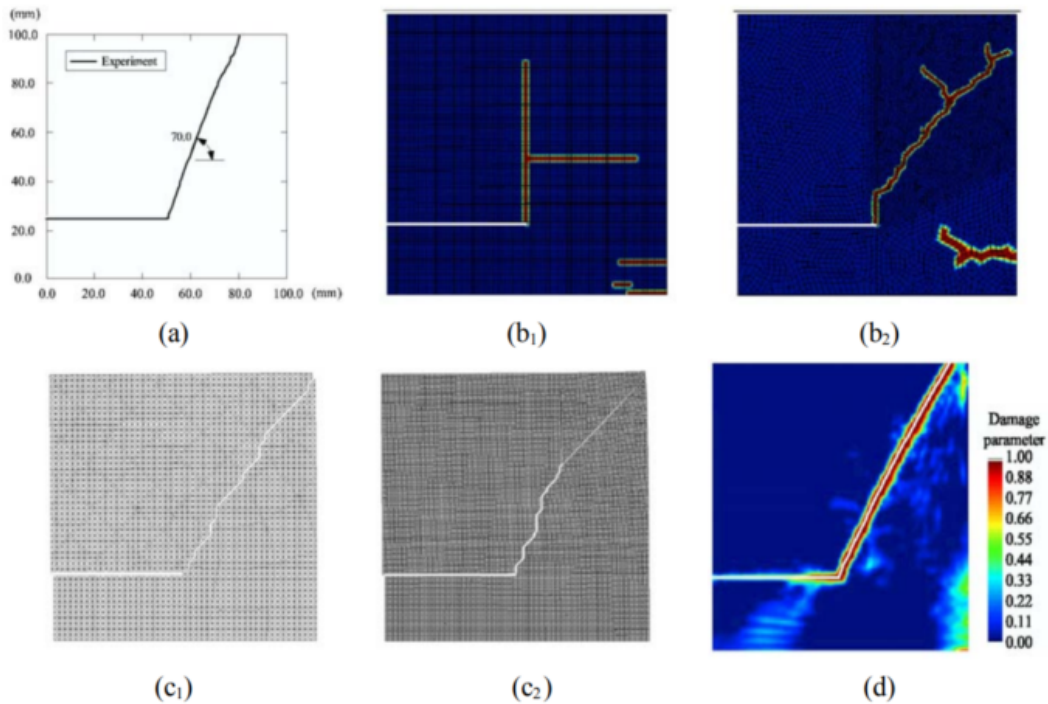 (mm)
100.0
80.0
60.0
40.0
20.0
0.0
Experiment
70.0
0.0 20.0 40.0 60.0 80.0 100.0 (mm)
(a)
(b₁)
(b₂)
Damage
parameter
1.00
0.88
0.77
0.66
0.55
0.44
0.33
0.22
0.11
0.00
(c₁)
(c₂)
(d)